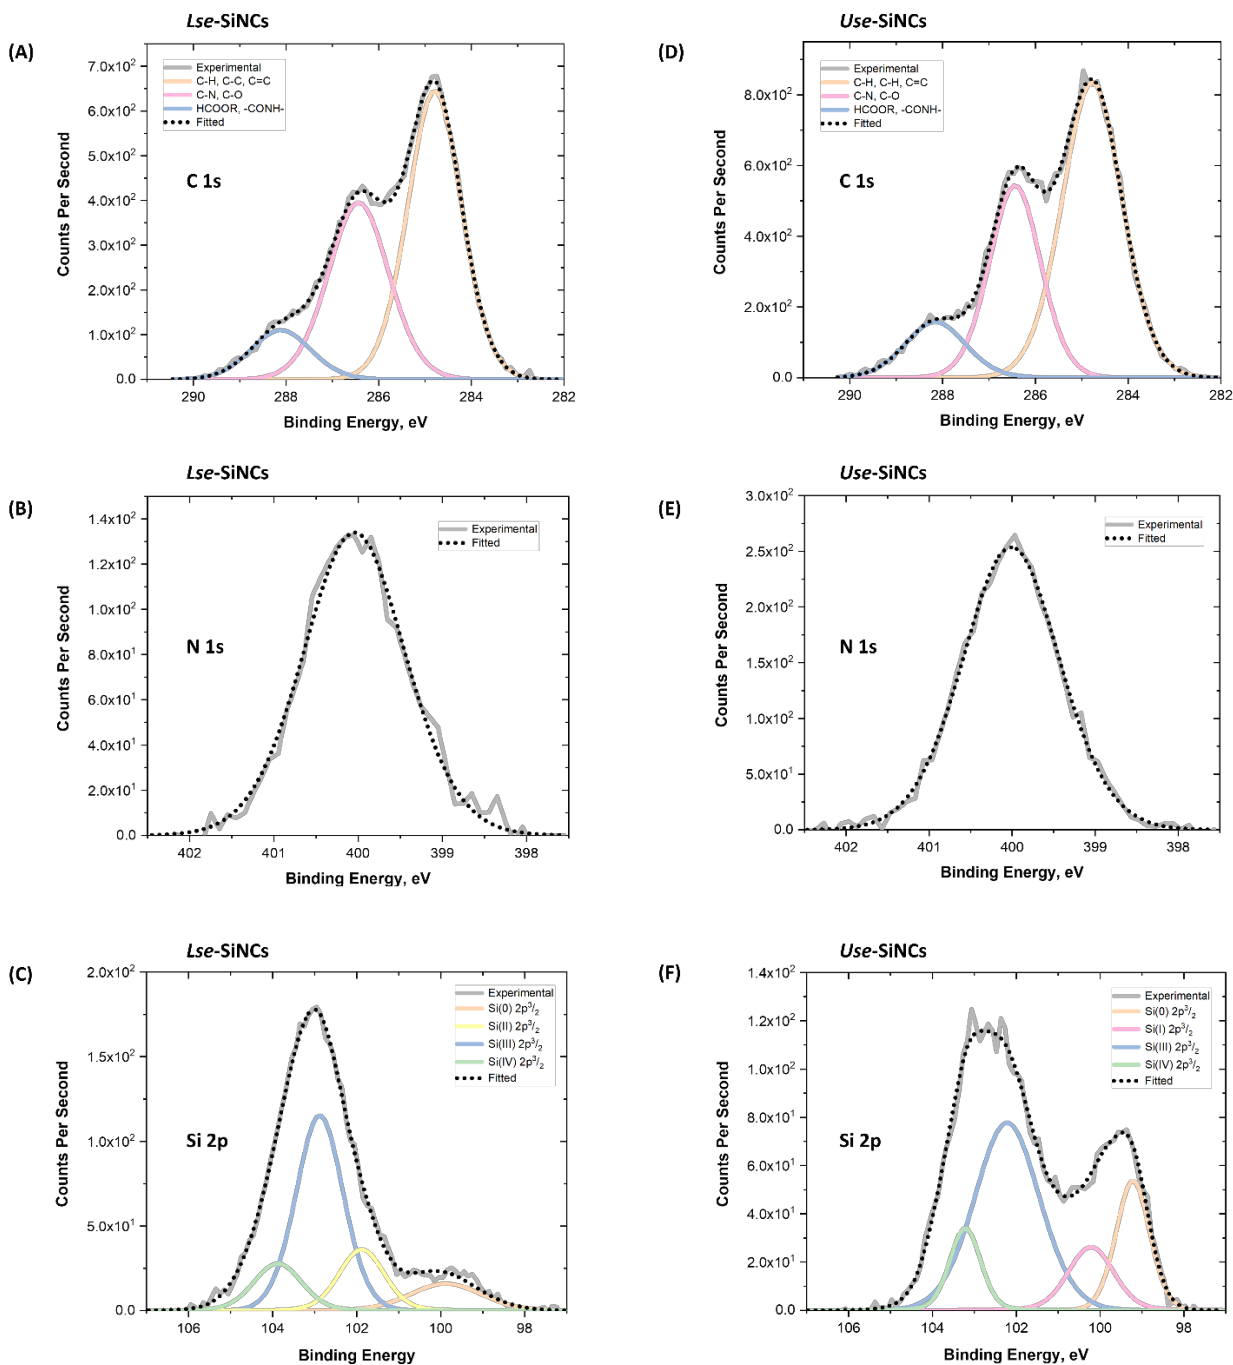 Lse-SiNCs
(A)
7.0x10²
6.0x10²
5.0x10²
4.0x10²
3.0x10²
2.0x10²
1.0x10²
0.0
Counts Per Second
Experimental
C-H, C-C, C=C
C-N, C-O
HCOOR, -CONH-
Fitted
C 1s
290 288 286 284 282
Binding Energy, eV
Use-SiNCs
(D)
8.0x10²
6.0x10²
4.0x10²
2.0x10²
0.0
Counts Per Second
Experimental
C-H, C-H, C=C
C-N, C-O
HCOOR, -CONH-
Fitted
C 1s
290 288 286 284 282
Binding Energy, eV
Lse-SiNCs
(B)
1.4x10²
1.2x10²
1.0x10²
8.0x10¹
6.0x10¹
4.0x10¹
2.0x10¹
0.0
Counts Per Second
Experimental
Fitted
N 1s
402 401 400 399 398
Binding Energy, eV
Use-SiNCs
(E)
3.0x10²
2.5x10²
2.0x10²
1.5x10²
1.0x10²
5.0x10¹
0.0
Counts Per Second
Experimental
Fitted
N 1s
402 401 400 399 398
Binding Energy, eV
Lse-SiNCs
(C)
2.0x10²
1.5x10²
1.0x10²
5.0x10¹
0.0
Counts Per Second
Experimental
Si(0) 2p³/₂
Si(II) 2p³/₂
Si(III) 2p³/₂
Si(IV) 2p³/₂
Fitted
Si 2p
106 104 102 100 98
Binding Energy
Use-SiNCs
(F)
1.4x10²
1.2x10²
1.0x10²
8.0x10¹
6.0x10¹
4.0x10¹
2.0x10¹
0.0
Counts Per Second
Experimental
Si(0) 2p³/₂
Si(I) 2p³/₂
Si(III) 2p³/₂
Si(IV) 2p³/₂
Fitted
Si 2p
106 104 102 100 98
Binding Energy, eV